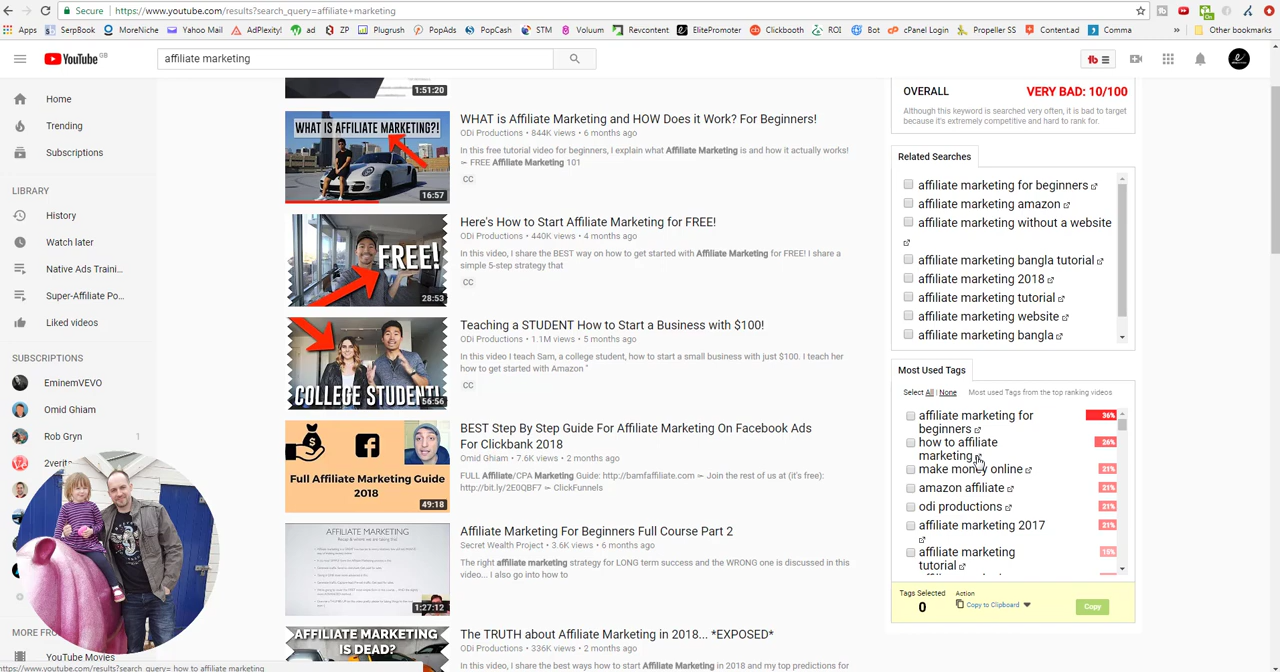 Secure
https://www.youtube.com/results?search_query=affiliate+marketing
Apps
SerpBook
MoreNiche
Yahoo Mail
AdPlexity!
ad
ZP
Plugrush
PopAds
PopCash
STM
Voluum
Revcontent
ElitePromoter
Clickbooth
ROI
Bot
cPanel Login
Propeller SS
Content.ad
Comma
»
Other bookmarks
YouTube GB
affiliate marketing
Home
Trending
Subscriptions
LIBRARY
History
Watch later
Native Ads Traini...
Super-Affiliate Po...
Liked videos
SUBSCRIPTIONS
EminemVEVO
Omid Ghiam
Rob Gryn 1
2verita
MORE FRO
YouTube Movies
https://www.youtube.com/results?search_query= how to affiliate marketing
1:51:20
WHAT IS AFFILIATE MARKETING?!
16:57
WHAT is Affiliate Marketing and HOW Does it Work? For Beginners!
ODi Productions • 844K views • 6 months ago
In this free tutorial video for beginners, I explain what Affiliate Marketing is and how it actually works!
➢ FREE Affiliate Marketing 101
CC
FREE!
28:53
Here's How to Start Affiliate Marketing for FREE!
ODi Productions • 440K views • 4 months ago
In this video, I share the BEST way on how to get started with Affiliate Marketing for FREE! I share a
simple 5-step strategy that
CC
COLLEGE STUDENT!
56:56
Teaching a STUDENT How to Start a Business with $100!
ODi Productions • 1.1M views • 5 months ago
In this video I teach Sam, a college student, how to start a small business with just $100. I teach her
how to get started with Amazon "
CC
Full Affiliate Marketing Guide
2018
49:18
BEST Step By Step Guide For Affiliate Marketing On Facebook Ads
For Clickbank 2018
Omid Ghiam • 7.6K views • 2 months ago
FULL Affiliate/CPA Marketing Guide: http://bamfaffiliate.com ➢ Join the rest of us at (it's free):
http://bit.ly/2E0QBF7 ➢ ClickFunnels
AFFILIATE MARKETING
1:27:12
Affiliate Marketing For Beginners Full Course Part 2
Secret Wealth Project • 3.6K views • 6 months ago
The right affiliate marketing strategy for LONG term success and the WRONG one is discussed in this
video... I also go into how to
AFFILIATE MARKETING
IS DEAD?
The TRUTH about Affiliate Marketing in 2018... *EXPOSED*
ODi Productions • 336K views • 2 months ago
In this video, I share the best ways how to start Affiliate Marketing in 2018 and my top predictions for
OVERALL
VERY BAD: 10/100
Although this keyword is searched very often, it is bad to target
because it's extremely competitive and hard to rank for.
Related Searches
affiliate marketing for beginners
affiliate marketing amazon
affiliate marketing without a website
affiliate marketing bangla tutorial
affiliate marketing 2018
affiliate marketing tutorial
affiliate marketing website
affiliate marketing bangla
Most Used Tags
Select All | None
Most used Tags from the top ranking videos
affiliate marketing for 36%
beginners
how to affiliate 26%
marketing
make money online 21%
amazon affiliate 21%
odi productions 21%
affiliate marketing 2017 21%
affiliate marketing 15%
tutorial
Tags Selected
0
Action
Copy to Clipboard
Copy